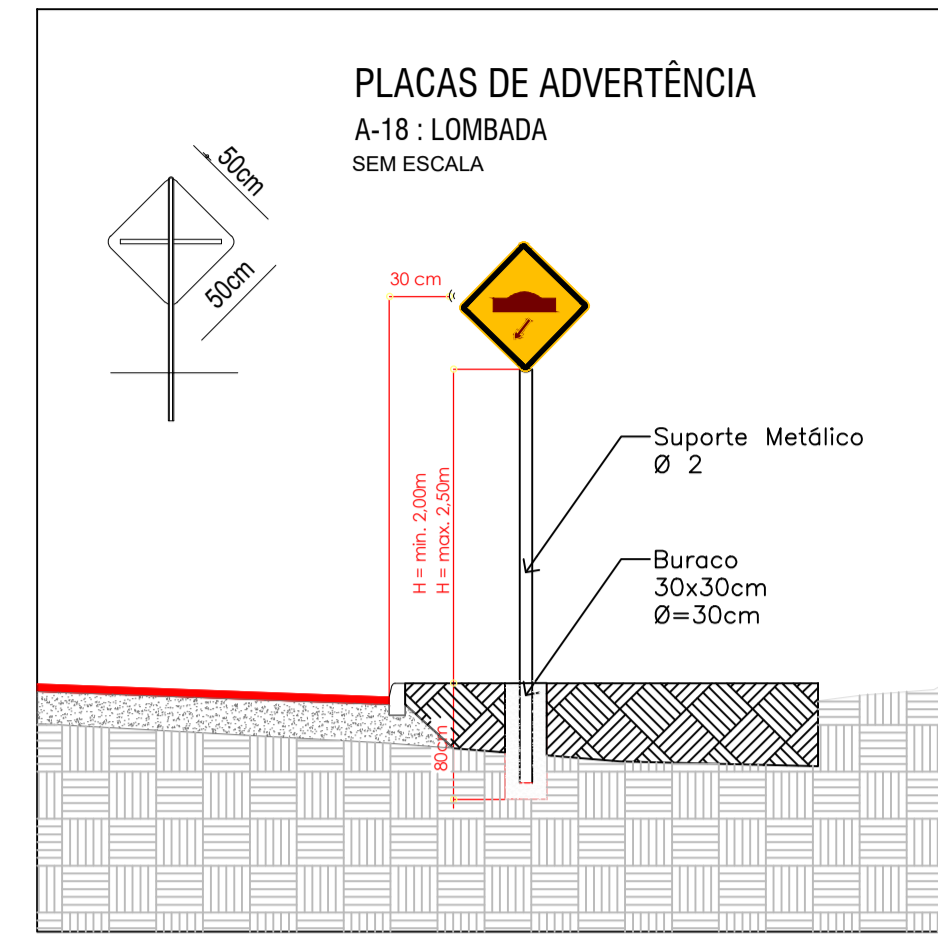 PLACAS DE ADVERTÊNCIA
A-18 : LOMBADA
SEM ESCALA
50cm
50cm
30 cm
Suporte Metálico
Ø 2
H = min. 2,00m
H = max. 2,50m
Buraco
30x30cm
Ø=30cm
80cm